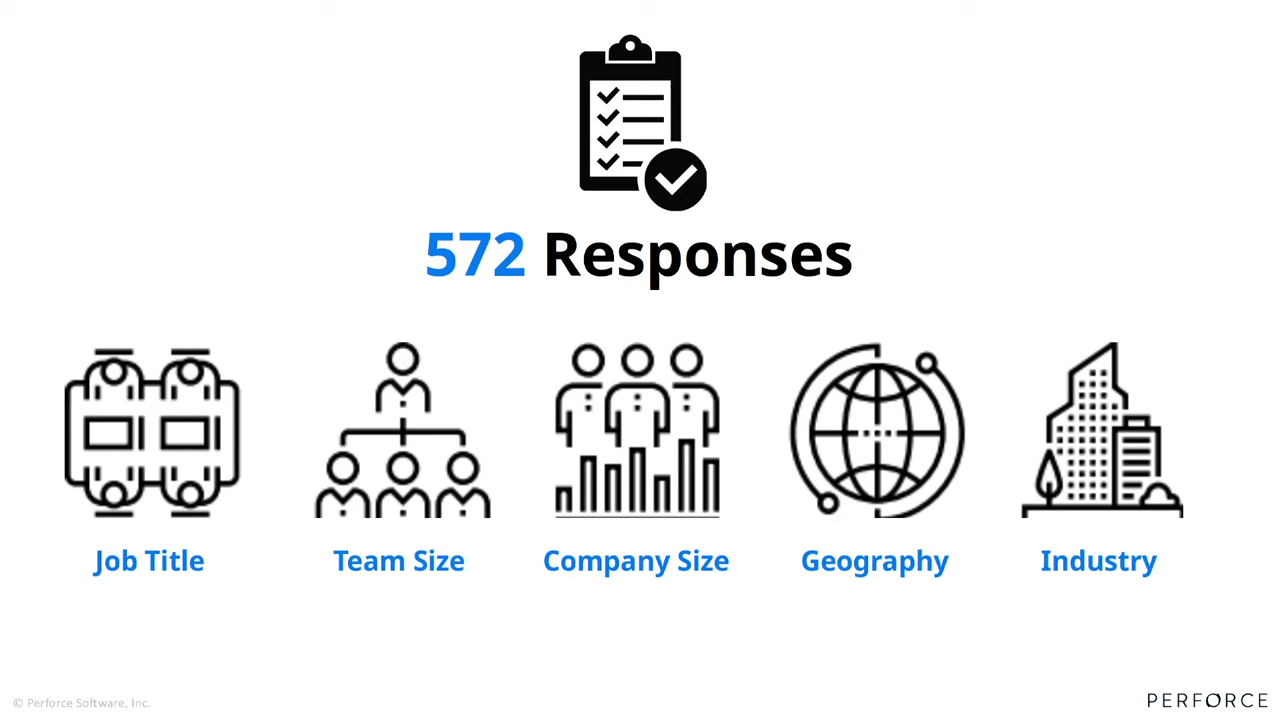 572 Responses
Job Title
Team Size
Company Size
Geography
Industry
© Perforce Software, Inc.
PERFORCE